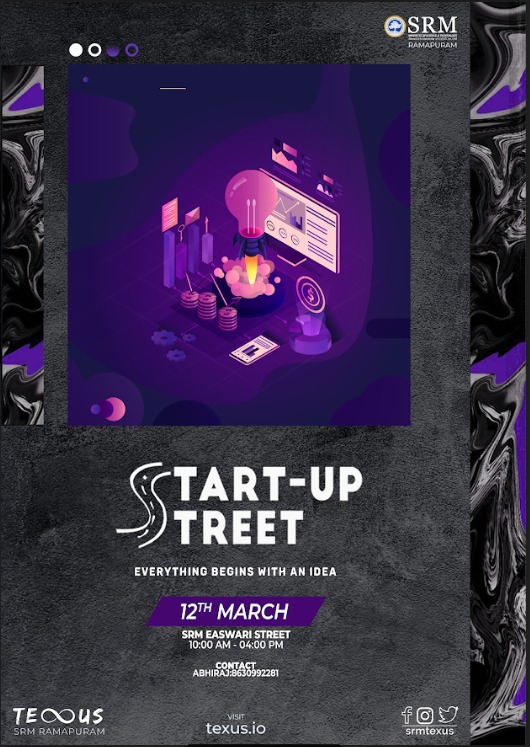 SRM
RAMAPURAM
START-UP
STREET
EVERYTHING BEGINS WITH AN IDEA
12TH MARCH
SRM EASWARI STREET
10:00 AM - 04:00 PM
CONTACT
ABHIRAJ:8630992281
TEXUS
SRM RAMAPURAM
VISIT
texus.io
srmtexus